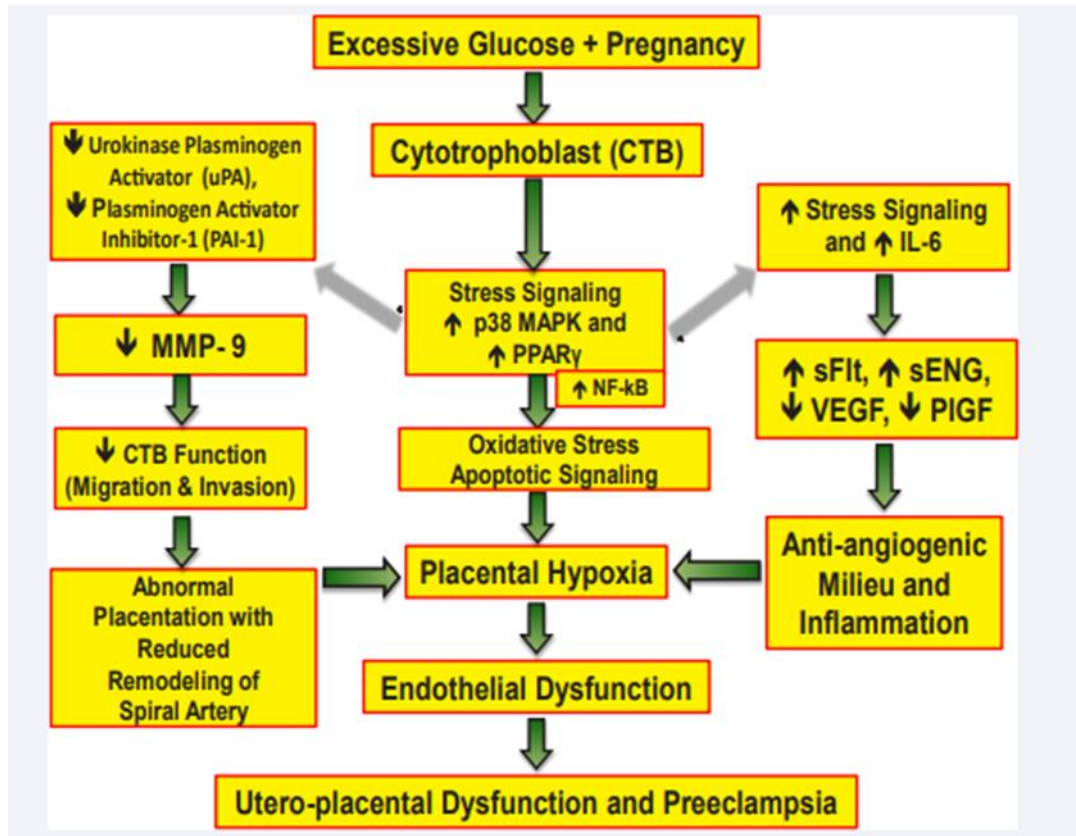 Excessive Glucose + Pregnancy
Cytotrophoblast (CTB)
🡻 Urokinase Plasminogen
Activator (uPA),
🡻 Plasminogen Activator
Inhibitor-1 (PAI-1)
🡹 Stress Signaling
and 🡹 IL-6
Stress Signaling
🡹 p38 MAPK and
🡹 PPARγ
🡹 NF-kB
🡻 MMP- 9
🡹 sFlt, 🡹 sENG,
🡻 VEGF, 🡻 PIGF
🡻 CTB Function
(Migration & Invasion)
Oxidative Stress
Apoptotic Signaling
Abnormal
Placentation with
Reduced
Remodeling of
Spiral Artery
Placental Hypoxia
Anti-angiogenic
Milieu and
Inflammation
Endothelial Dysfunction
Utero-placental Dysfunction and Preeclampsia